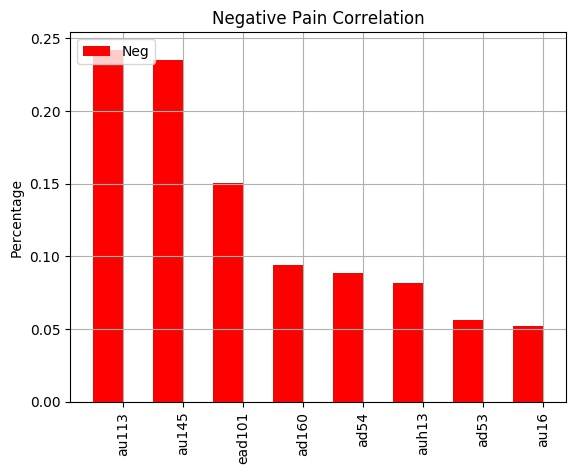 Negative Pain Correlation
Neg
Percentage
0.25
0.20
0.15
0.10
0.05
0.00
au113
au145
ead101
ad160
ad54
auh13
ad53
au16